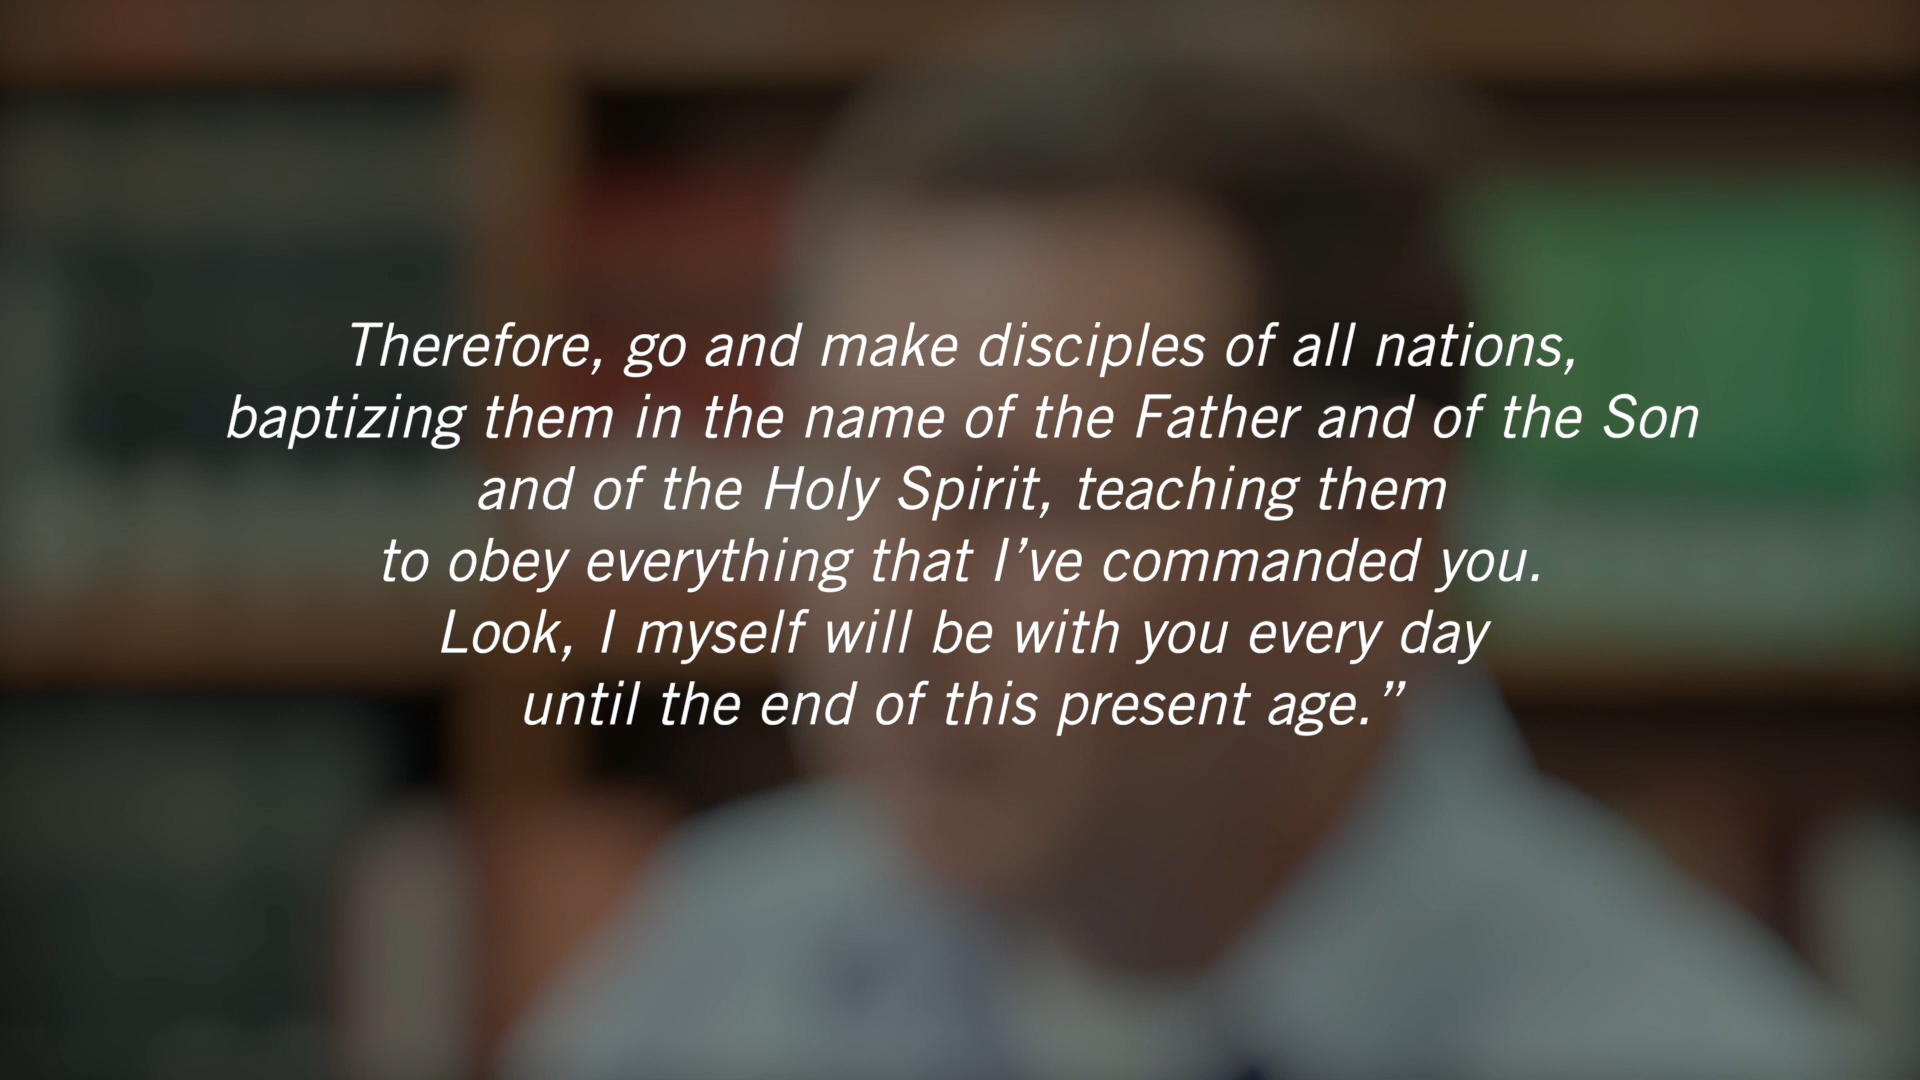 Therefore, go and make disciples of all nations,
baptizing them in the name of the Father and of the Son
and of the Holy Spirit, teaching them
to obey everything that I’ve commanded you.
Look, I myself will be with you every day
until the end of this present age.”